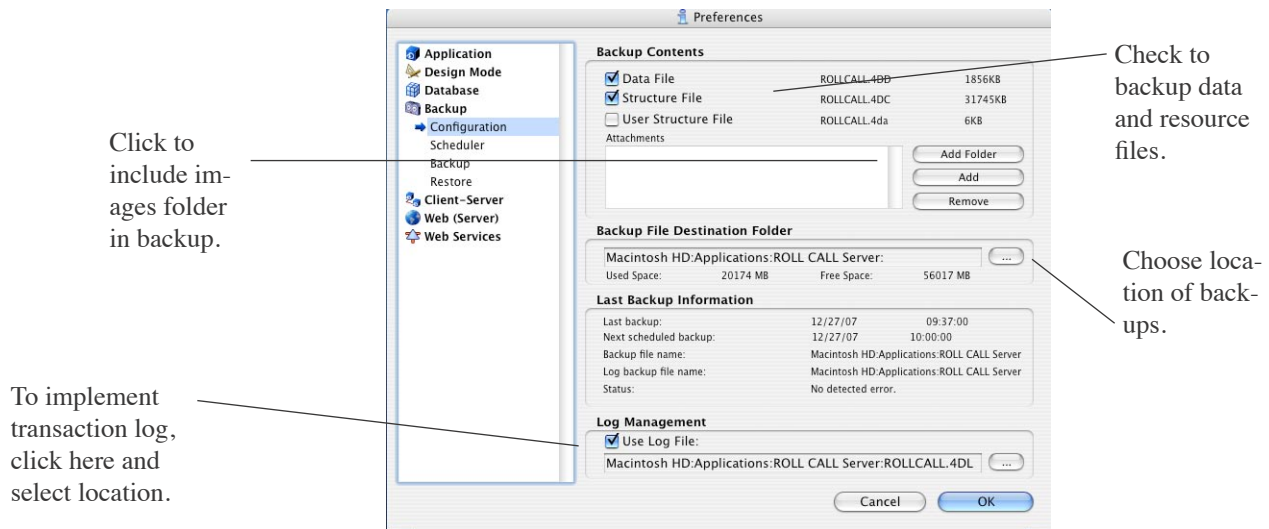 Preferences
Application
Design Mode
Database
Backup
Configuration
Scheduler
Backup
Restore
Client-Server
Web (Server)
Web Services
Backup Contents
Data File ROLLCALL.4DD 1856KB
Structure File ROLLCALL.4DC 31745KB
User Structure File ROLLCALL.4da 6KB
Attachments
Add Folder
Add
Remove
Backup File Destination Folder
Macintosh HD:Applications:ROLL CALL Server: ...
Used Space: 20174 MB Free Space: 56017 MB
Last Backup Information
Last backup: 12/27/07 09:37:00
Next scheduled backup: 12/27/07 10:00:00
Backup file name: Macintosh HD:Applications:ROLL CALL Server
Log backup file name: Macintosh HD:Applications:ROLL CALL Server
Status: No detected error.
Log Management
Use Log File:
Macintosh HD:Applications:ROLL CALL Server:ROLLCALL.4DL ...
Cancel OK
Click to
include im-
ages folder
in backup.
To implement
transaction log,
click here and
select location.
Check to
backup data
and resource
files.
Choose loca-
tion of back-
ups.